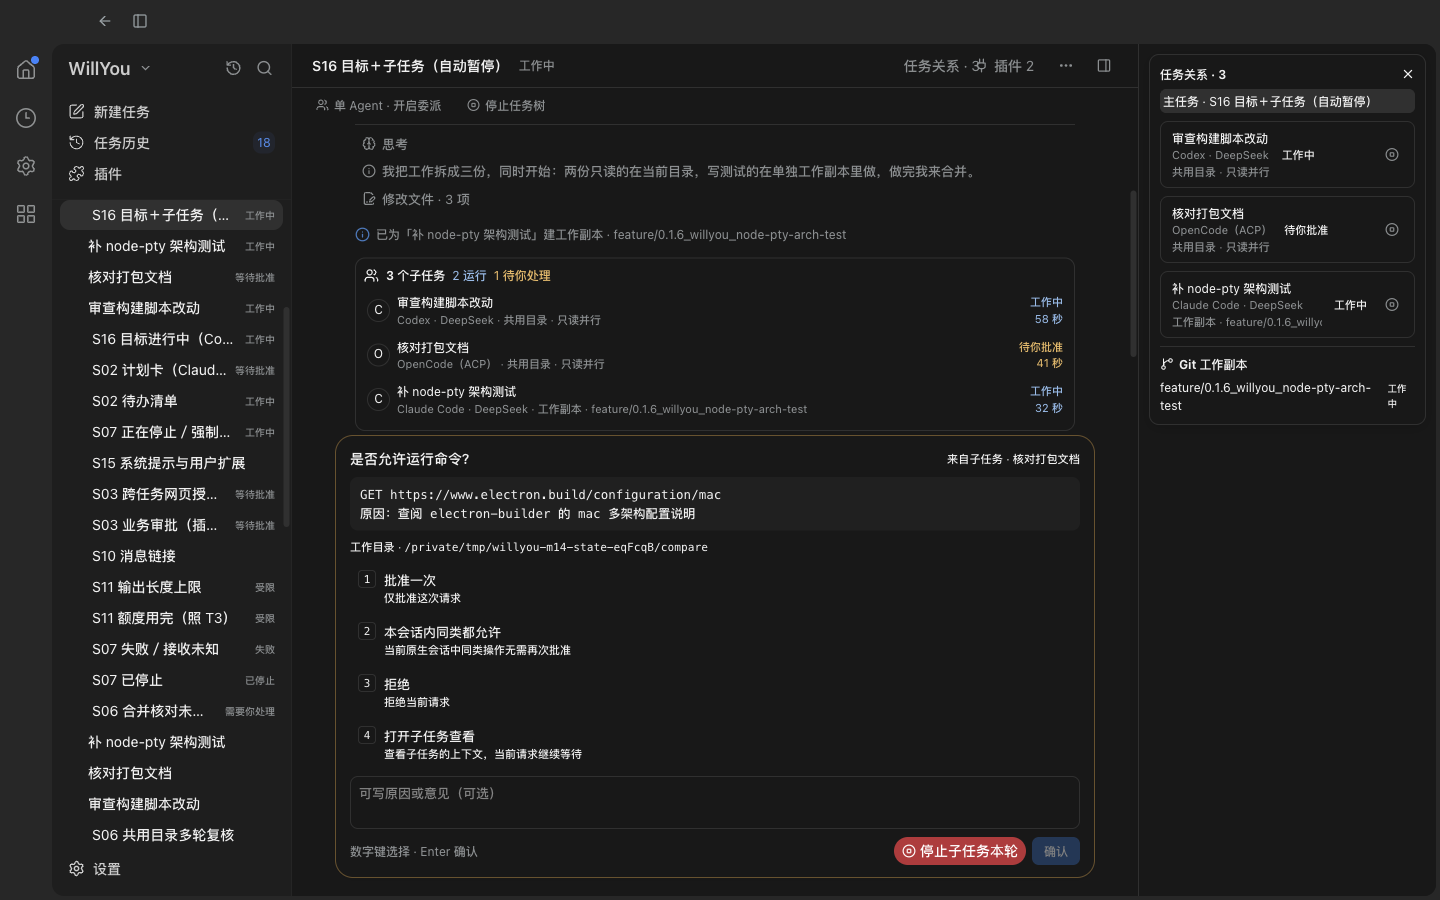 WillYou
新建任务
任务历史 18
插件
S16 目标＋子任务（... 工作中
补 node-pty 架构测试 工作中
核对打包文档 等待批准
审查构建脚本改动 工作中
S16 目标进行中（Co... 工作中
S02 计划卡（Claud... 等待批准
S02 待办清单 工作中
S07 正在停止 / 强制... 工作中
S15 系统提示与用户扩展
S03 跨任务网页授... 等待批准
S03 业务审批（插... 等待批准
S10 消息链接
S11 输出长度上限 受限
S11 额度用完（照 T3） 受限
S07 失败 / 接收未知 失败
S07 已停止 已停止
S06 合并核对未... 需要你处理
补 node-pty 架构测试
核对打包文档
审查构建脚本改动
S06 共用目录多轮复核
设置
S16 目标＋子任务（自动暂停） 工作中
任务关系 · 3 插件 2
单 Agent · 开启委派 停止任务树
思考
我把工作拆成三份，同时开始：两份只读的在当前目录，写测试的在单独工作副本里做，做完我来合并。
修改文件 · 3 项
已为「补 node-pty 架构测试」建工作副本 · feature/0.1.6_willyou_node-pty-arch-test
3 个子任务 2 运行 1 待你处理
C 审查构建脚本改动 工作中
Codex · DeepSeek · 共用目录 · 只读并行 58 秒
O 核对打包文档 待你批准
OpenCode（ACP） · 共用目录 · 只读并行 41 秒
C 补 node-pty 架构测试 工作中
Claude Code · DeepSeek · 工作副本 · feature/0.1.6_willyou_node-pty-arch-test 32 秒
是否允许运行命令? 来自子任务 · 核对打包文档
GET https://www.electron.build/configuration/mac
原因: 查阅 electron-builder 的 mac 多架构配置说明
工作目录 · /private/tmp/willyou-m14-state-eqFcqB/compare
1 批准一次
仅批准这次请求
2 本会话内同类都允许
当前原生会话中同类操作无需再次批准
3 拒绝
拒绝当前请求
4 打开子任务查看
查看子任务的上下文，当前请求继续等待
可写原因或意见（可选）
数字键选择 · Enter 确认 停止子任务本轮 确认
任务关系 · 3
主任务 · S16 目标＋子任务（自动暂停）
审查构建脚本改动
Codex · DeepSeek 工作中
共用目录 · 只读并行
核对打包文档
OpenCode（ACP） 待你批准
共用目录 · 只读并行
补 node-pty 架构测试
Claude Code · DeepSeek 工作中
工作副本 · feature/0.1.6_willy
Git 工作副本
feature/0.1.6_willyou_node-pty-arch- 工作
test 中